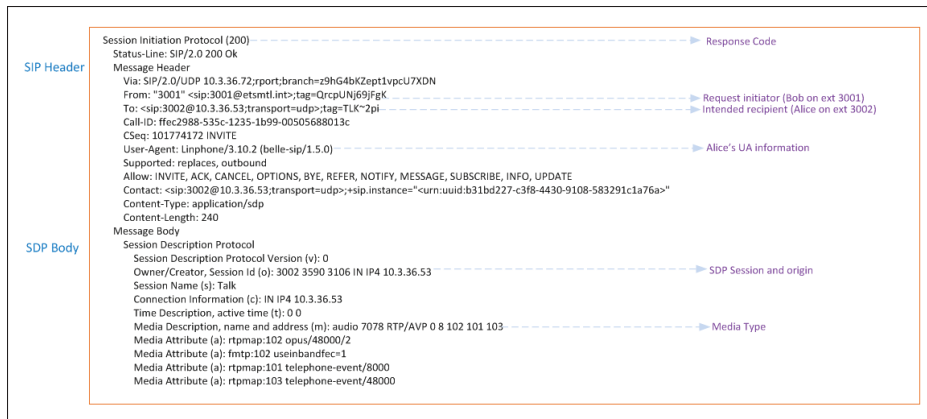 Session Initiation Protocol (200) Response Code
Status-Line: SIP/2.0 200 Ok
SIP Header
Message Header
Via: SIP/2.0/UDP 10.3.36.72;rport;branch=z9hG4bKZept1vpcU7XDN
From: "3001" <sip:3001@etsmtl.int>;tag=QrcpUNj69jFgK Request initiator (Bob on ext 3001)
To: <sip:3002@10.3.36.53;transport=udp>;tag=TLK~2pi Intended recipient (Alice on ext 3002)
Call-ID: ffec2988-535c-1235-1b99-00505688013c
CSeq: 101774172 INVITE
User-Agent: Linphone/3.10.2 (belle-sip/1.5.0) Alice's UA information
Supported: replaces, outbound
Allow: INVITE, ACK, CANCEL, OPTIONS, BYE, REFER, NOTIFY, MESSAGE, SUBSCRIBE, INFO, UPDATE
Contact: <sip:3002@10.3.36.53;transport=udp>;+sip.instance="<urn:uuid:b31bd227-c3f8-4430-9108-583291c1a76a>"
Content-Type: application/sdp
Content-Length: 240
Message Body
SDP Body
Session Description Protocol
Session Description Protocol Version (v): 0
Owner/Creator, Session Id (o): 3002 3590 3106 IN IP4 10.3.36.53 SDP Session and origin
Session Name (s): Talk
Connection Information (c): IN IP4 10.3.36.53
Time Description, active time (t): 0 0
Media Description, name and address (m): audio 7078 RTP/AVP 0 8 102 101 103 Media Type
Media Attribute (a): rtpmap:102 opus/48000/2
Media Attribute (a): fmtp:102 useinbandfec=1
Media Attribute (a): rtpmap:101 telephone-event/8000
Media Attribute (a): rtpmap:103 telephone-event/48000